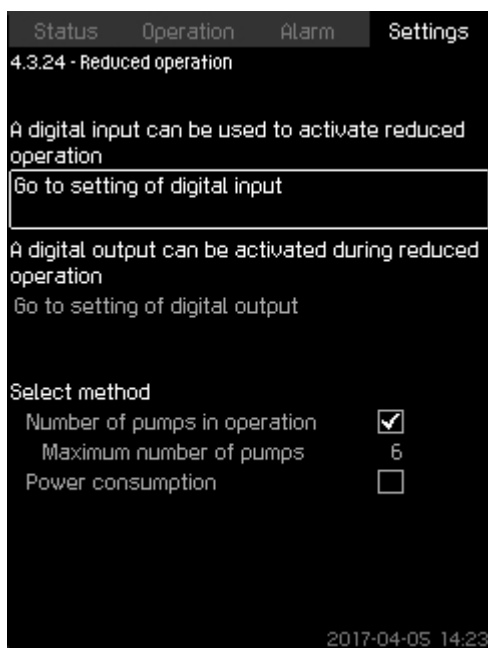 Status Operation Alarm Settings
4.3.24 - Reduced operation
A digital input can be used to activate reduced
operation
Go to setting of digital input
A digital output can be activated during reduced
operation
Go to setting of digital output
Select method
Number of pumps in operation
Maximum number of pumps 6
Power consumption
2017-04-05 14:23